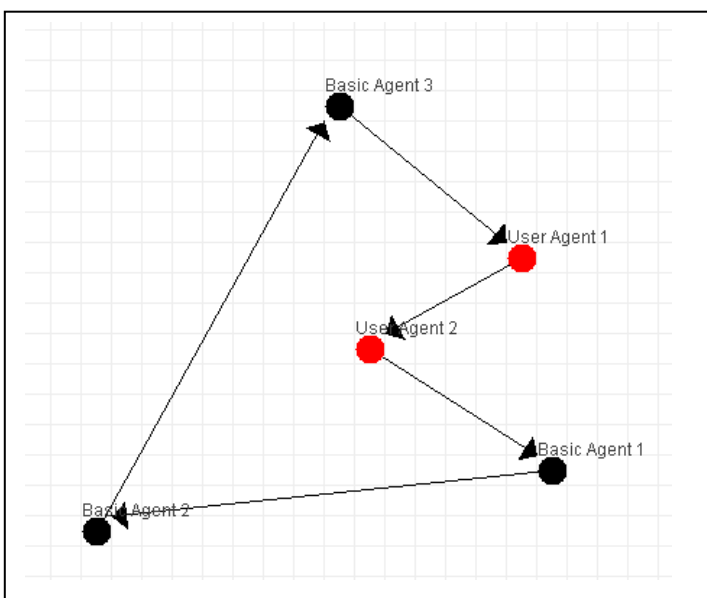 Basic Agent 3
User Agent 1
User Agent 2
Basic Agent 1
Basic Agent 2